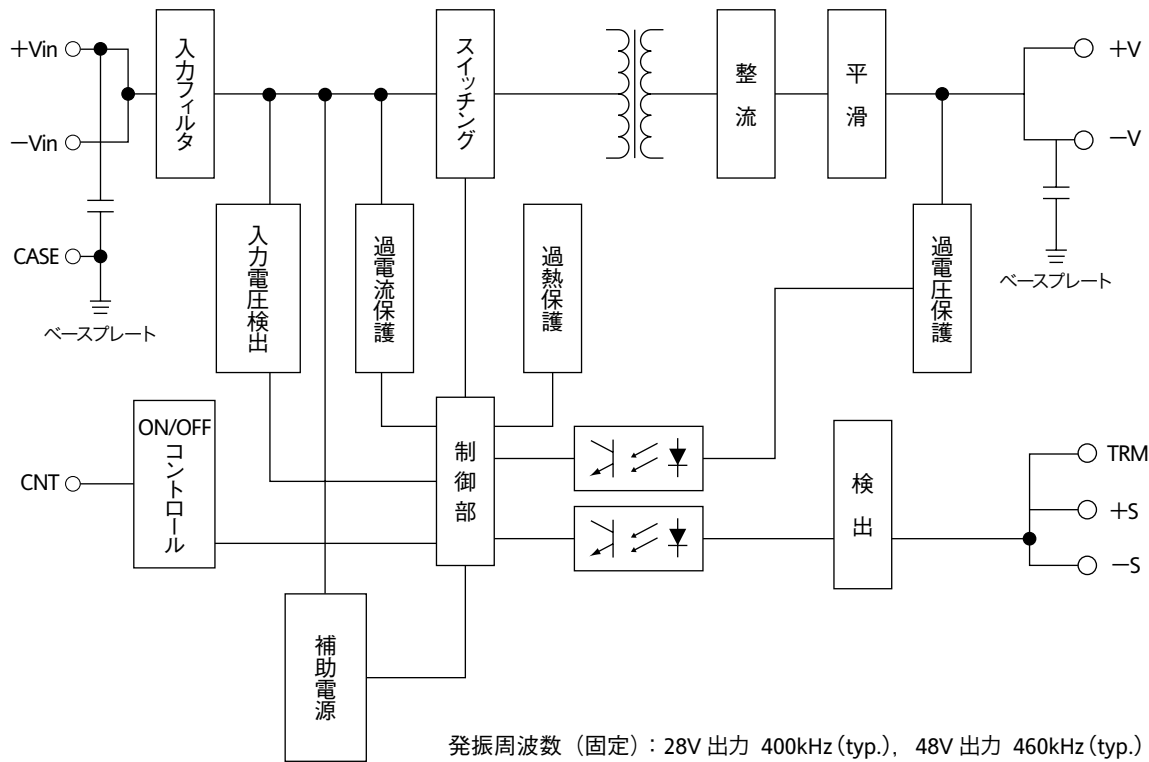 +Vin
−Vin
CASE
ベースプレート
入力フィルタ
スイッチング
整流
平滑
+V
−V
ベースプレート
入力電圧検出
過電流保護
過熱保護
過電圧保護
CNT
ON/OFF
コントロール
制御部
検出
TRM
+S
−S
補助電源
発振周波数（固定）：28V 出力 400kHz（typ.），48V 出力 460kHz（typ.）